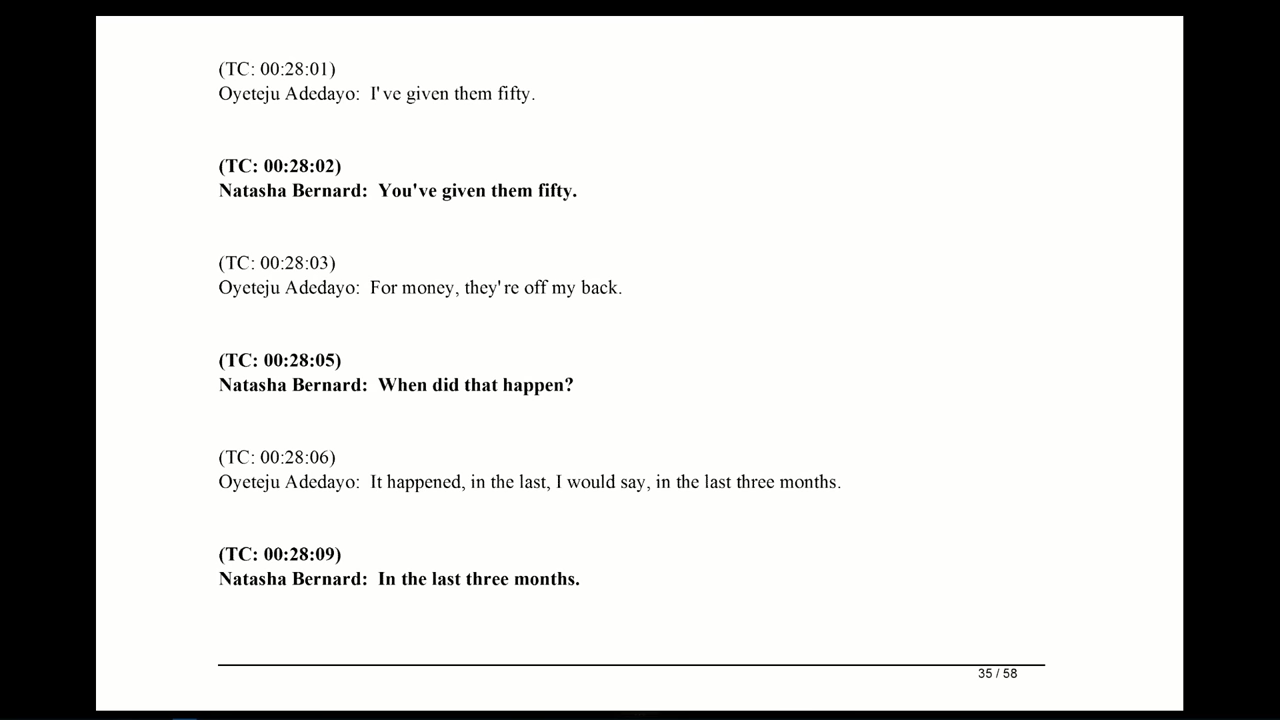 (TC: 00:28:01)
Oyeteju Adedayo: I've given them fifty.
(TC: 00:28:02)
Natasha Bernard: You've given them fifty.
(TC: 00:28:03)
Oyeteju Adedayo: For money, they're off my back.
(TC: 00:28:05)
Natasha Bernard: When did that happen?
(TC: 00:28:06)
Oyeteju Adedayo: It happened, in the last, I would say, in the last three months.
(TC: 00:28:09)
Natasha Bernard: In the last three months.
35 / 58